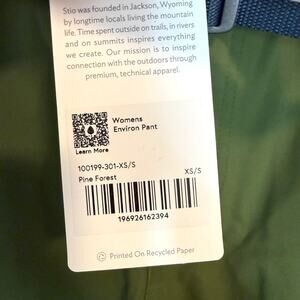 Stio was founded in Jackson, Wyoming
by longtime locals living the mountain
life. Time spent outside on trails, in rivers
and on summits inspires everything
we create. Our mission is to inspire
connection with the outdoors through
premium, technical apparel.
Womens
Environ Pant
Learn More
100199-301-XS/S
Pine Forest XS/S
196926162394
Printed On Recycled Paper